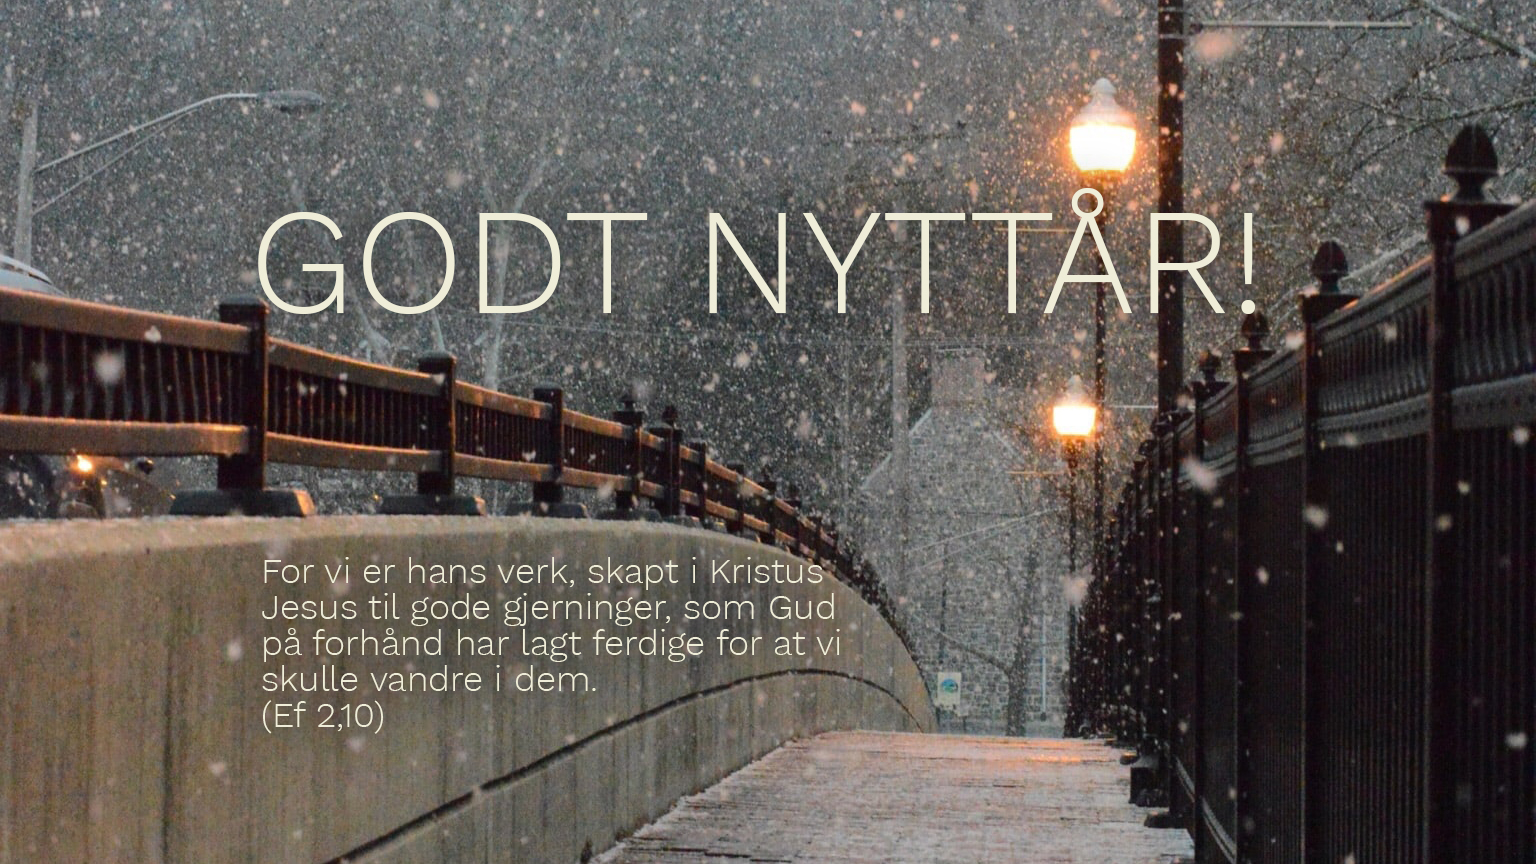 GODT NYTTÅR!
For vi er hans verk, skapt i Kristus
Jesus til gode gjerninger, som Gud
på forhånd har lagt ferdige for at vi
skulle vandre i dem.
(Ef 2,10)